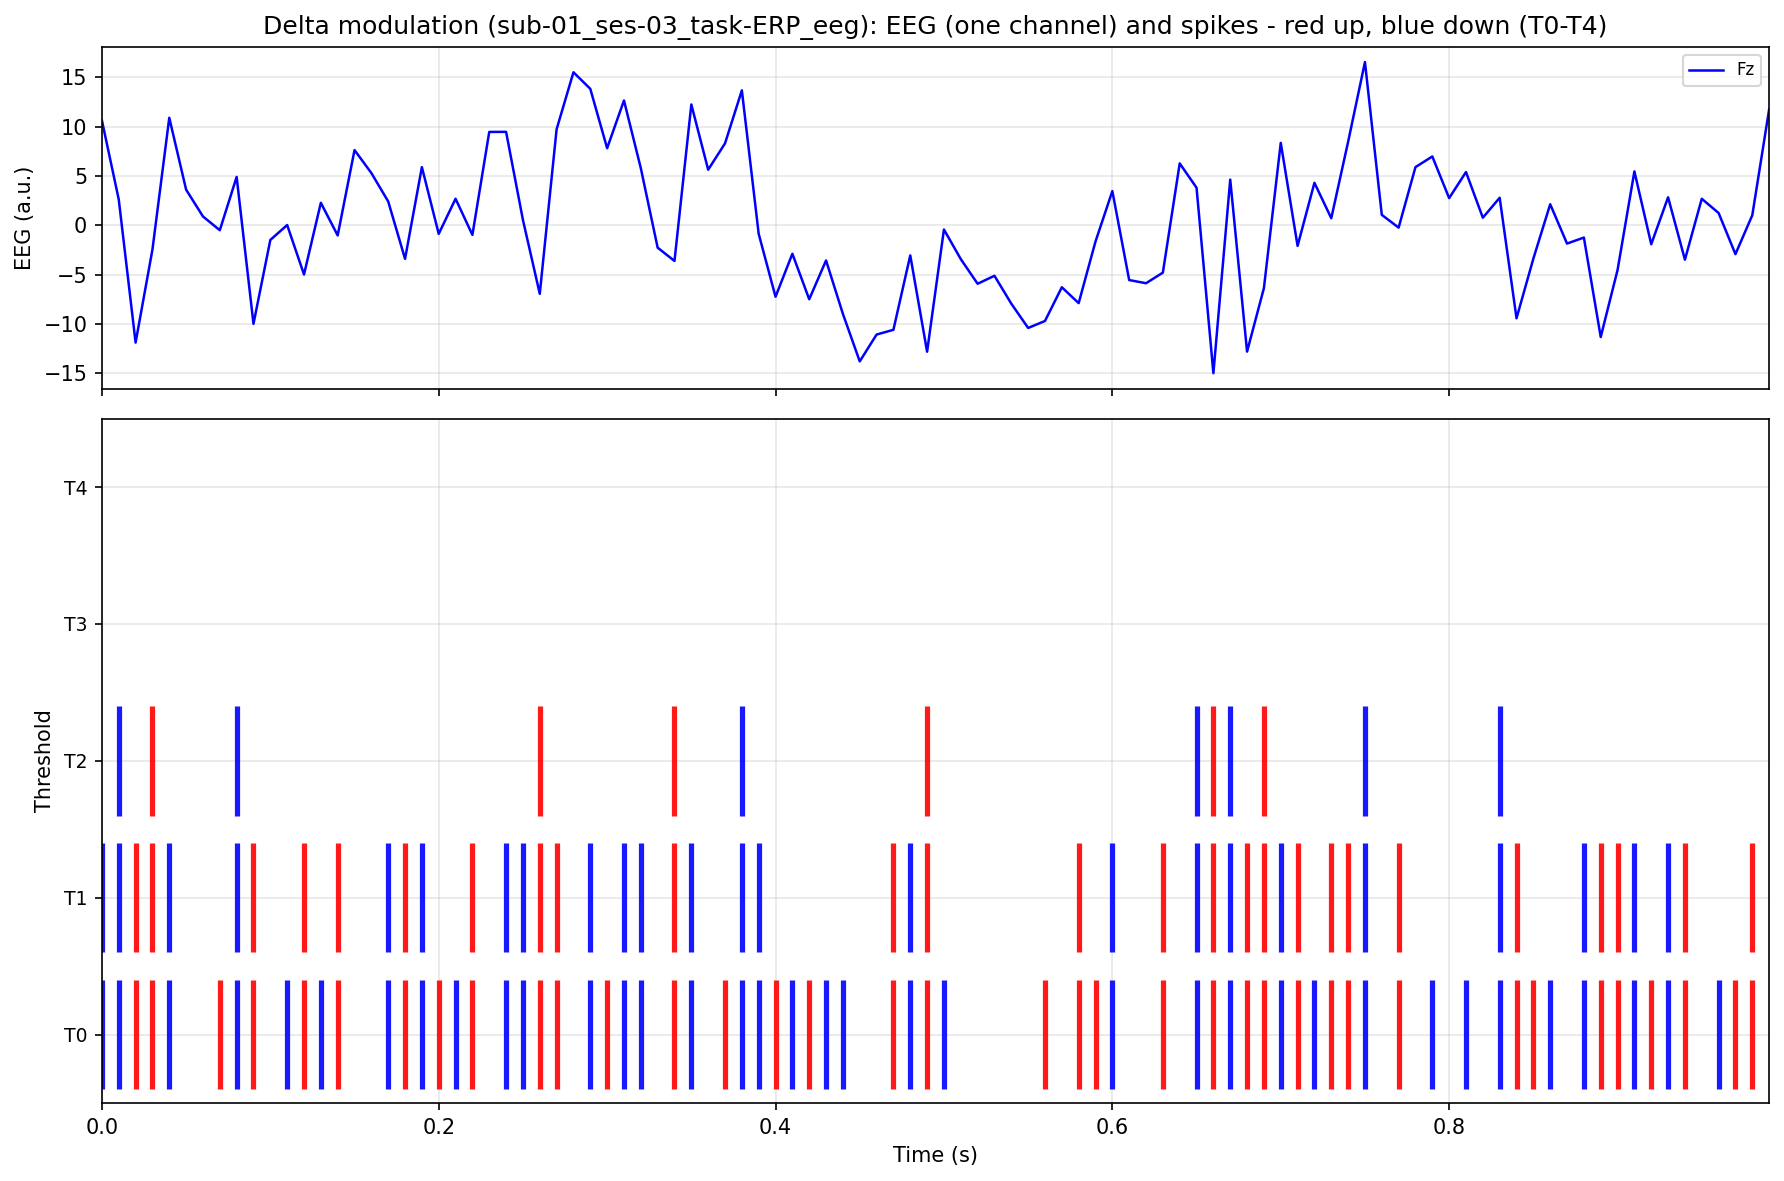 Delta modulation (sub-01_ses-03_task-ERP_eeg): EEG (one channel) and spikes - red up, blue down (T0-T4)
Fz
EEG (a.u.)
15
10
5
0
−5
−10
−15
Threshold
T4
T3
T2
T1
T0
0.0
0.2
0.4
0.6
0.8
Time (s)